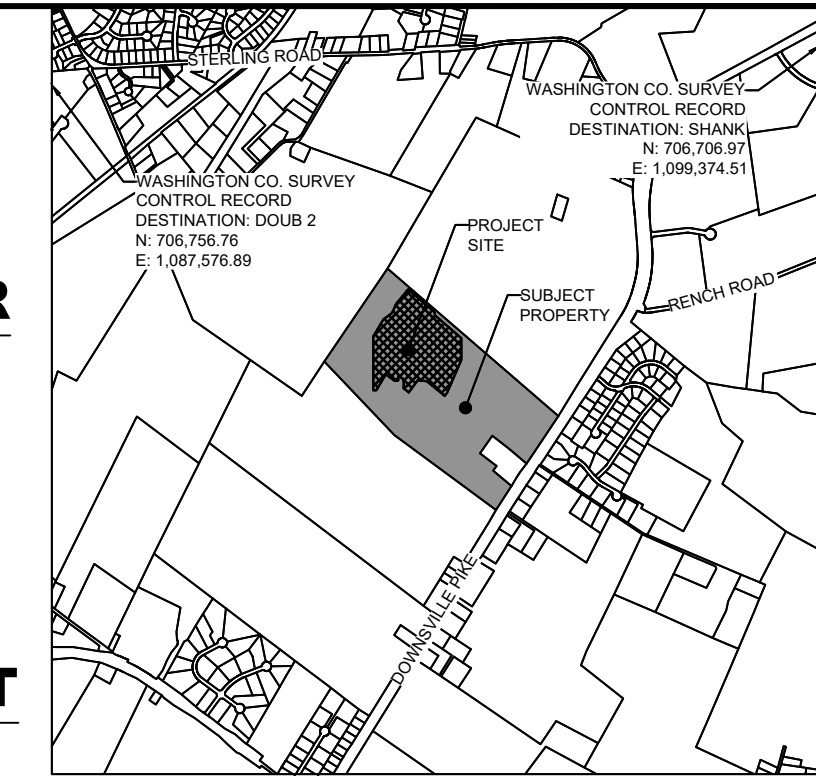 STERLING ROAD
WASHINGTON CO. SURVEY
CONTROL RECORD
DESTINATION: SHANK
N: 706,706.97
E: 1,099,374.51
WASHINGTON CO. SURVEY
CONTROL RECORD
DESTINATION: DOUB 2
N: 706,756.76
E: 1,087,576.89
PROJECT
SITE
SUBJECT
PROPERTY
RENCH ROAD
R
DOWNSVILLE PIKE
T